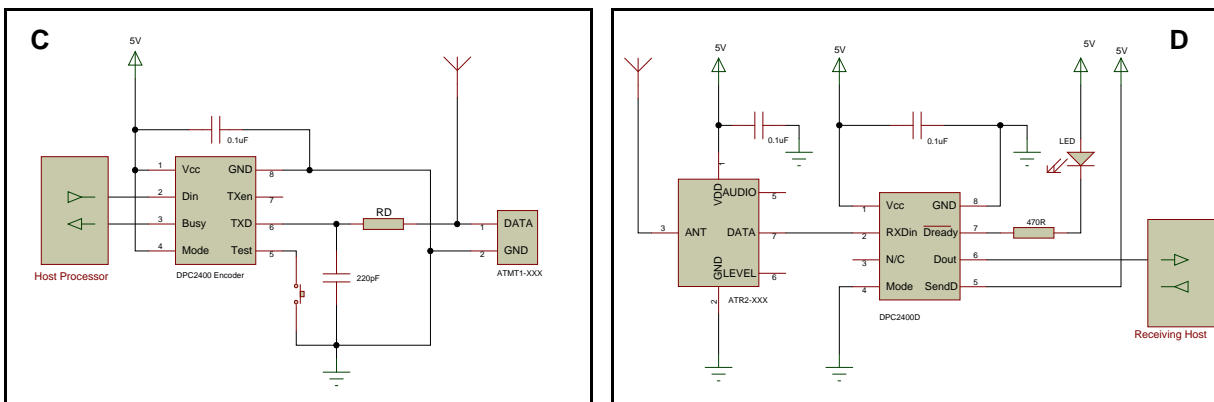 C
5V
0.1uF
1 Vcc GND 8
2 Din TXen 7
3 Busy TXD 6
4 Mode Test 5
DPC2400 Encoder
Host Processor
RD
220pF
1 DATA
2 GND
ATMT1-XXX
D
5V
5V
5V
5V
0.1uF
0.1uF
LED
1
VDD
AUDIO 5
3 ANT DATA 7
GND
LEVEL 6
2
ATR2-XXX
1 Vcc GND 8
2 RXDin Dready 7
3 N/C Dout 6
4 Mode SendD 5
DPC2400D
470R
Receiving Host